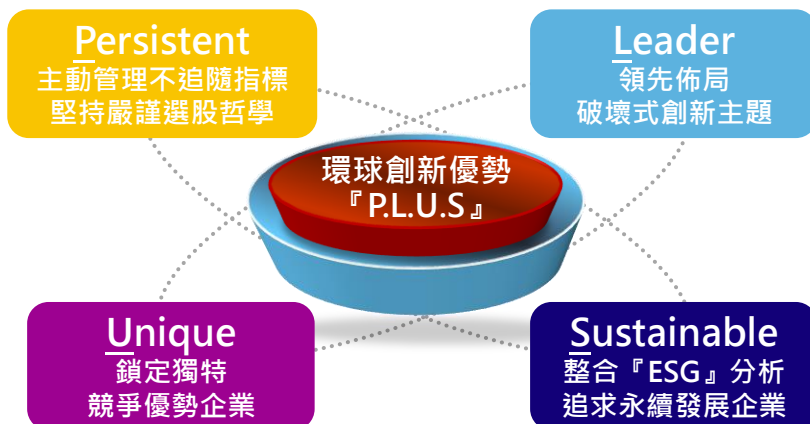 Persistent
主動管理不追隨指標
堅持嚴謹選股哲學
Leader
領先佈局
破壞式創新主題
環球創新優勢
『P.L.U.S』
Unique
鎖定獨特
競爭優勢企業
Sustainable
整合『ESG』分析
追求永續發展企業